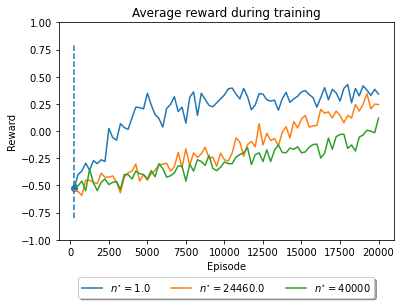 Average reward during training
1.00
0.75
0.50
0.25
0.00
−0.25
−0.50
−0.75
−1.00
Reward
0 2500 5000 7500 10000 12500 15000 17500 20000
Episode
n* = 1.0 n* = 24460.0 n* = 40000